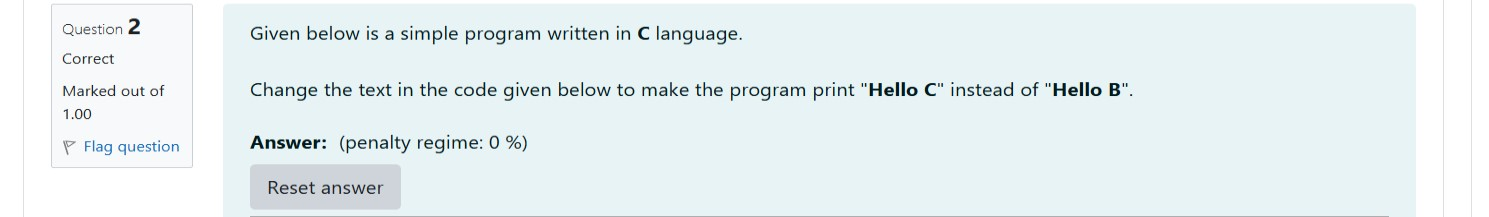 Question 2
Correct
Marked out of
1.00
Flag question
Given below is a simple program written in C language.
Change the text in the code given below to make the program print "Hello C" instead of "Hello B".
Answer: (penalty regime: 0 %)
Reset answer